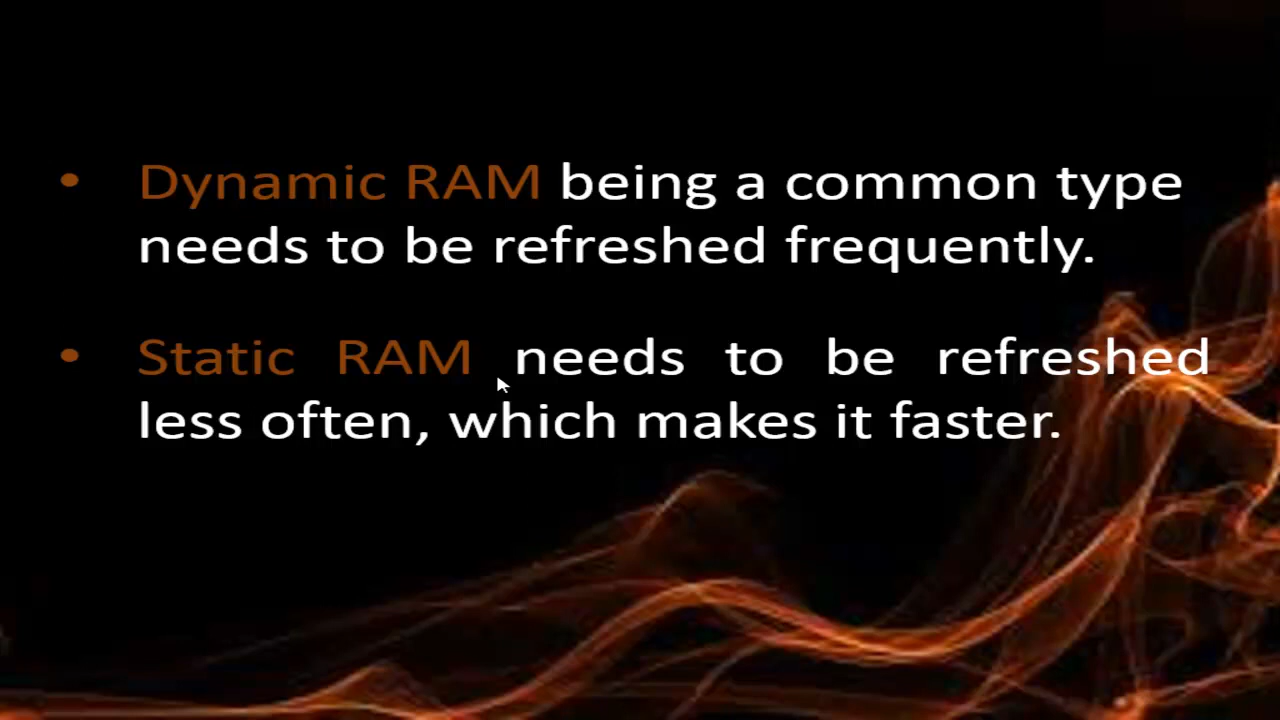 • Dynamic RAM being a common type
needs to be refreshed frequently.
• Static RAM needs to be refreshed
less often, which makes it faster.